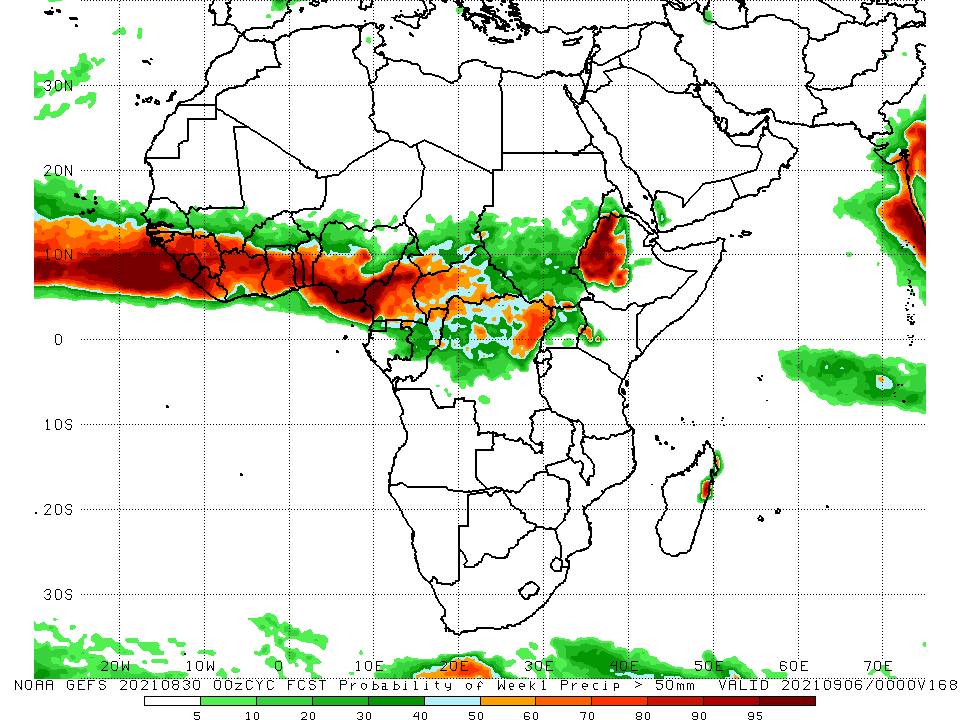 30N
20N
10N
0
10S
20S
30S
20W 10W 0 10E 20E 30E 40E 50E 60E 70E
NOAA GEFS 20210830 00zCYC FCST Probability of Week1 Precip > 50mm VALID 20210906/0000V168
5 10 20 30 40 50 60 70 80 90 95